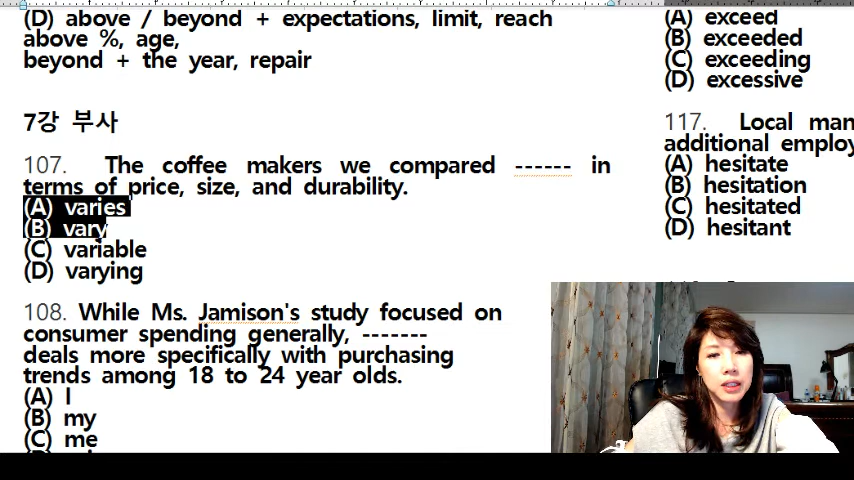 (D) above / beyond + expectations, limit, reach
above %, age,
beyond + the year, repair
7강 부사
107. The coffee makers we compared ------ in
terms of price, size, and durability.
(A) varies
(B) vary
(C) variable
(D) varying
108. While Ms. Jamison's study focused on
consumer spending generally, -------
deals more specifically with purchasing
trends among 18 to 24 year olds.
(A) I
(B) my
(C) me
(A) exceed
(B) exceeded
(C) exceeding
(D) excessive
117. Local man
additional employ
(A) hesitate
(B) hesitation
(C) hesitated
(D) hesitant